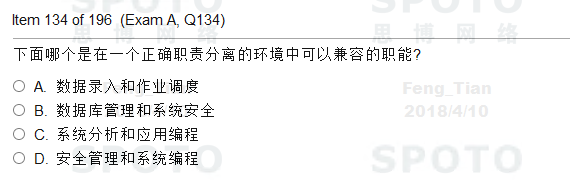 Item 134 of 196 (Exam A, Q134)
SPOTO
SPOTO
思博网络
思博网络
下面哪个是在一个正确职责分离的环境中可以兼容的职能?
A. 数据录入和作业调度
Feng_Tian
B. 数据库管理和系统安全
2018/4/10
C. 系统分析和应用编程
D. 安全管理和系统编程
SPOTO
SPOTO